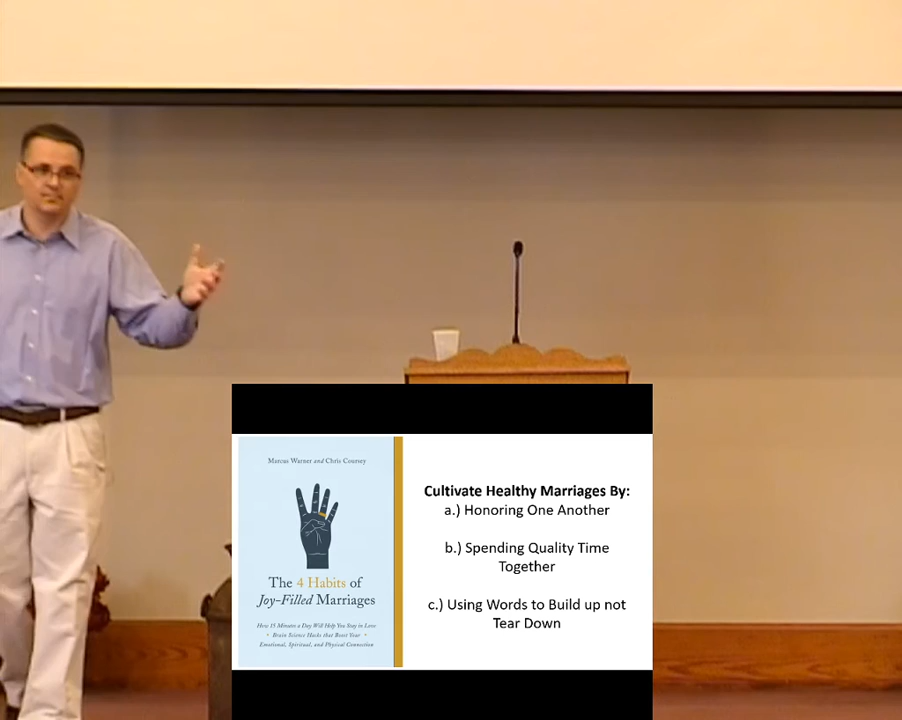 Marcus Warner and Chris Coursey
The 4 Habits of
Joy-Filled Marriages
How 15 Minutes a Day Will Help You Stay in Love
• Brain Science Hacks that Boost Your •
Emotional, Spiritual, and Physical Connection
Cultivate Healthy Marriages By:
a.) Honoring One Another
b.) Spending Quality Time
Together
c.) Using Words to Build up not
Tear Down